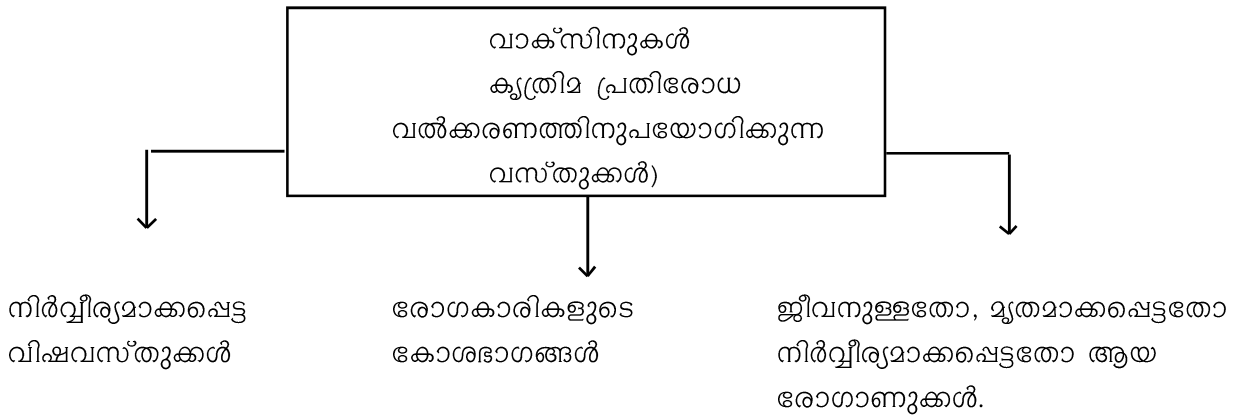 വാക്സിനുകൾ
കൃത്രിമ പ്രതിരോധ
വൽക്കരണത്തിനുപയോഗിക്കുന്ന
വസ്തുക്കൾ)
നിർവ്വീര്യമാക്കപ്പെട്ട
വിഷവസ്തുക്കൾ
രോഗകാരികളുടെ
കോശഭാഗങ്ങൾ
ജീവനുള്ളതോ, മൃതമാക്കപ്പെട്ടതോ
നിർവ്വീര്യമാക്കപ്പെട്ടതോ ആയ
രോഗാണുക്കൾ.